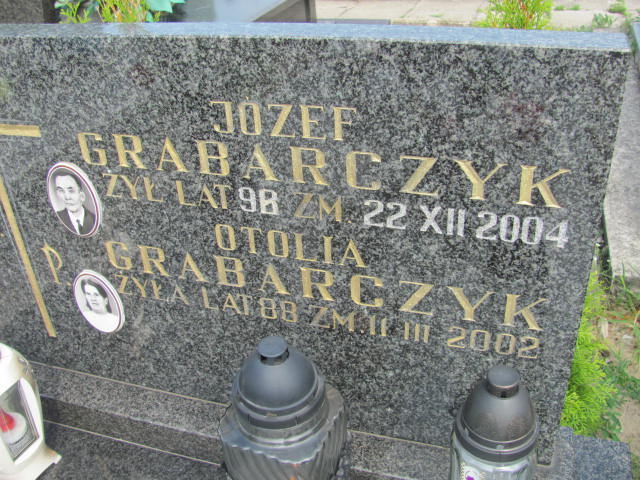 JÓZEF
GRABARCZYK
ŻYŁ LAT 98 ZM. 22 XII 2004
OTOLIA
GRABARCZYK
ŻYŁA LAT 88 ZM. 11 III 2002